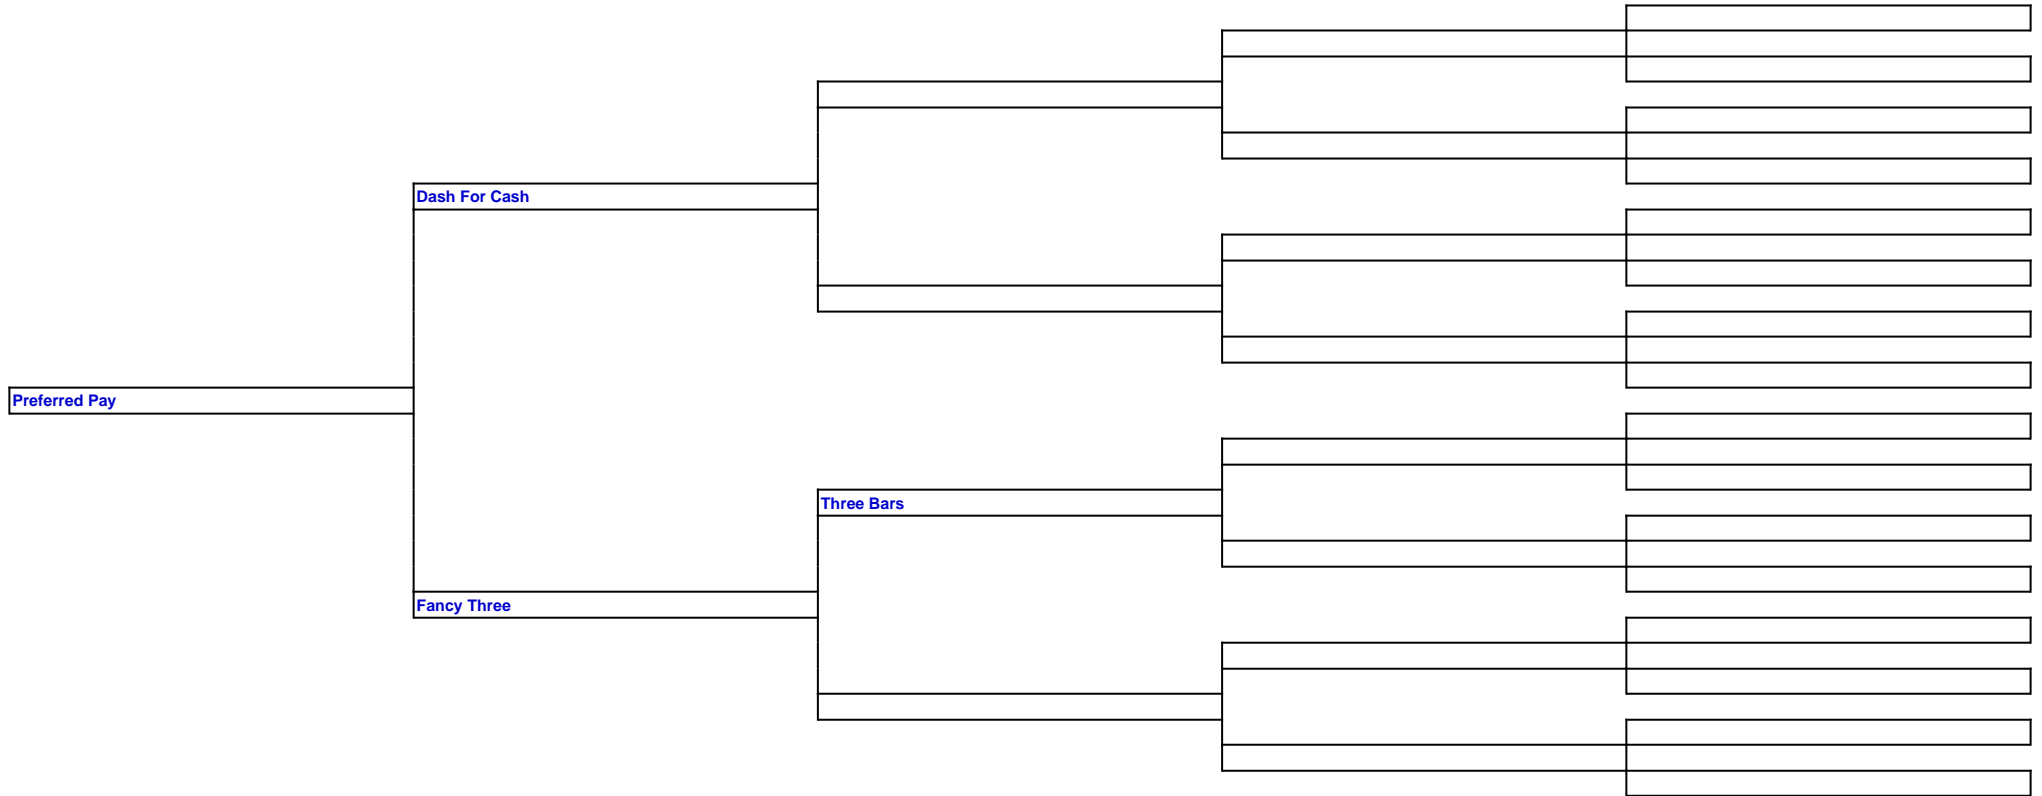 Dash For Cash
Preferred Pay
Three Bars
Fancy Three